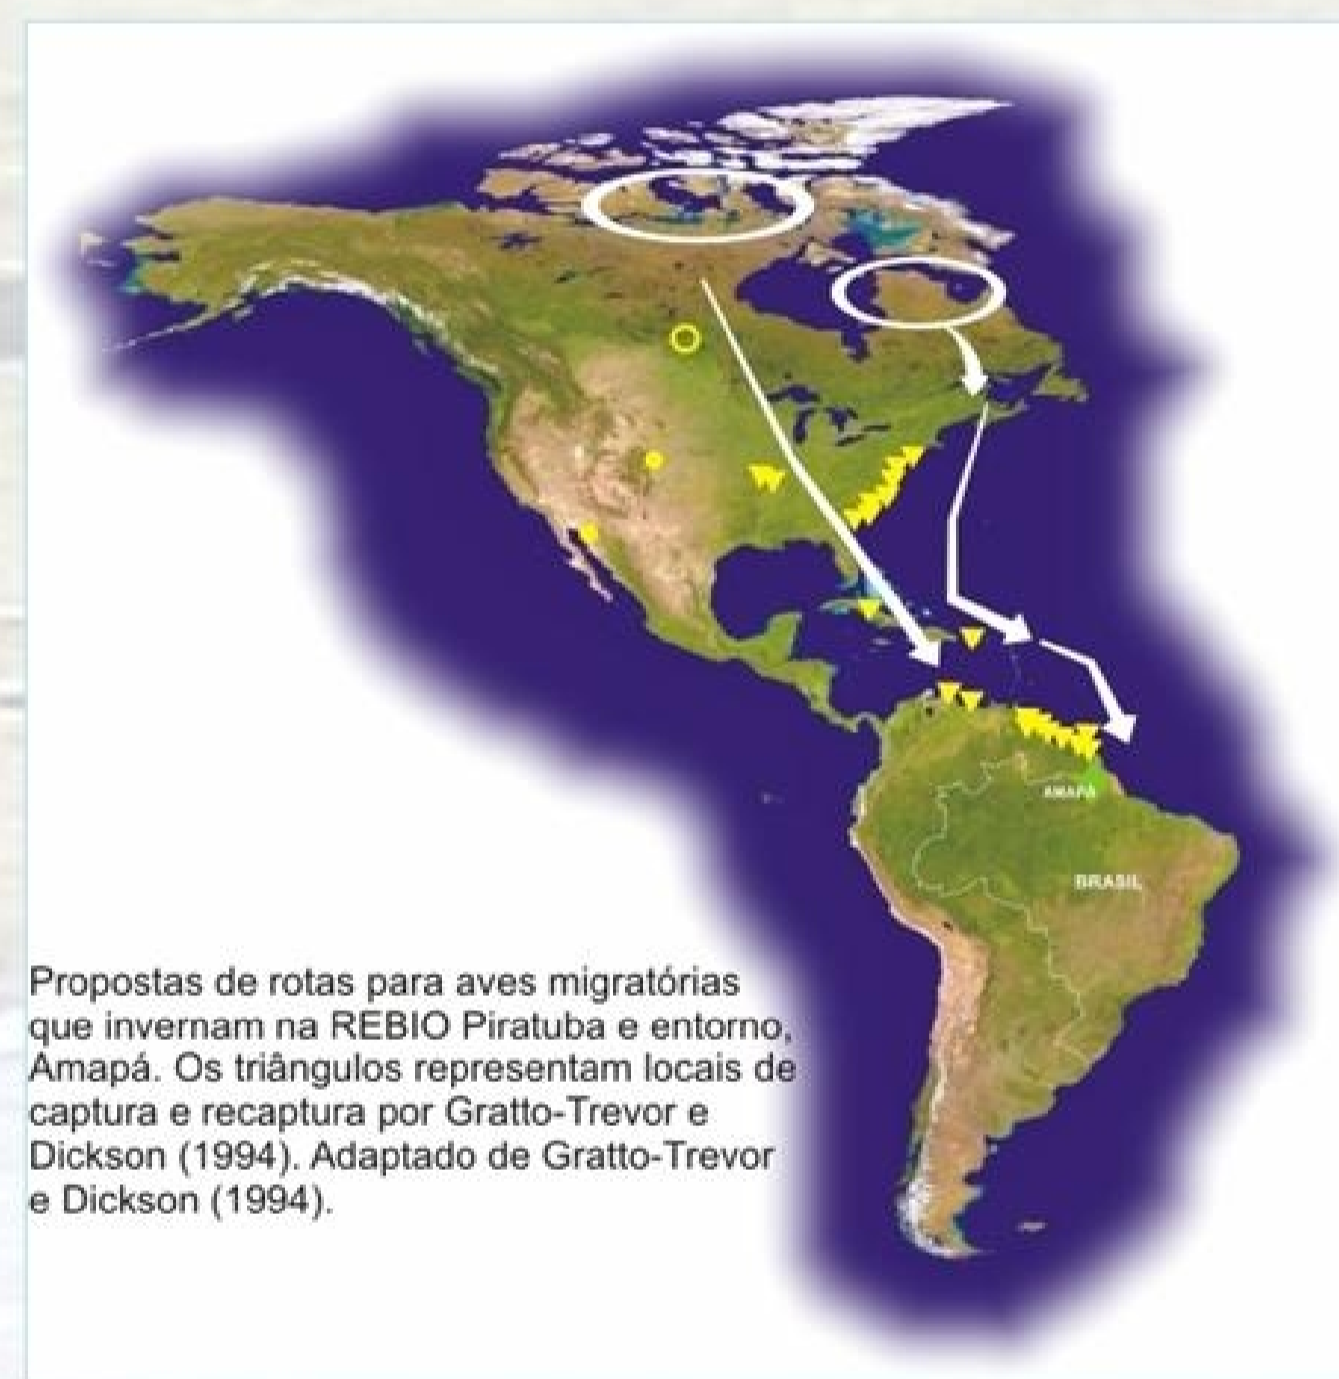 AMAPÁ
BRASIL
Propostas de rotas para aves migratórias
que invernam na REBIO Piratuba e entorno,
Amapá. Os triângulos representam locais de
captura e recaptura por Gratto-Trevor e
Dickson (1994). Adaptado de Gratto-Trevor
e Dickson (1994).